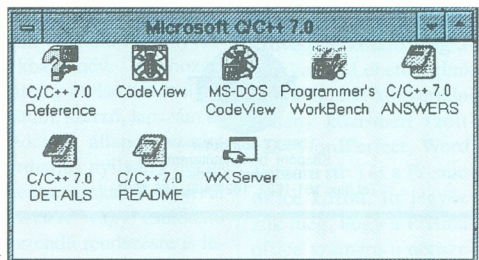 Microsoft C/C++ 7.0
C/C++ 7.0 Reference
CodeView
MS-DOS CodeView
Programmer's WorkBench
C/C++ 7.0 ANSWERS
C/C++ 7.0 DETAILS
C/C++ 7.0 README
WX Server